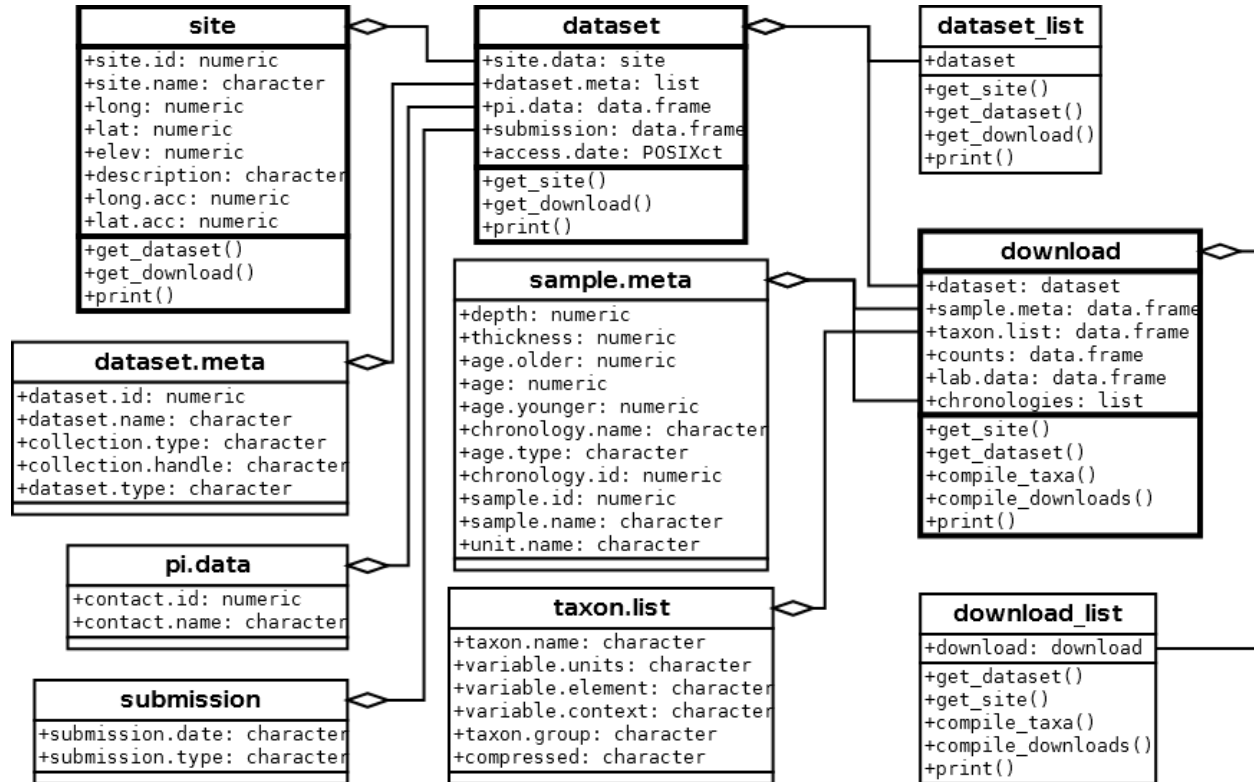 site
+site.id: numeric
+site.name: character
+long: numeric
+lat: numeric
+elev: numeric
+description: character
+long.acc: numeric
+lat.acc: numeric
+get_dataset()
+get_download()
+print()
dataset.meta
+dataset.id: numeric
+dataset.name: character
+collection.type: character
+collection.handle: character
+dataset.type: character
pi.data
+contact.id: numeric
+contact.name: character
submission
+submission.date: character
+submission.type: character
dataset
+site.data: site
+dataset.meta: list
+pi.data: data.frame
+submission: data.frame
+access.date: POSIXct
+get_site()
+get_download()
+print()
sample.meta
+depth: numeric
+thickness: numeric
+age.older: numeric
+age: numeric
+age.younger: numeric
+chronology.name: character
+age.type: character
+chronology.id: numeric
+sample.id: numeric
+sample.name: character
+unit.name: character
taxon.list
+taxon.name: character
+variable.units: character
+variable.element: character
+variable.context: character
+taxon.group: character
+compressed: character
dataset_list
+dataset
+get_site()
+get_dataset()
+get_download()
+print()
download
+dataset: dataset
+sample.meta: data.frame
+taxon.list: data.frame
+counts: data.frame
+lab.data: data.frame
+chronologies: list
+get_site()
+get_dataset()
+compile_taxa()
+compile_downloads()
+print()
download_list
+download: download
+get_dataset()
+get_site()
+compile_taxa()
+compile_downloads()
+print()